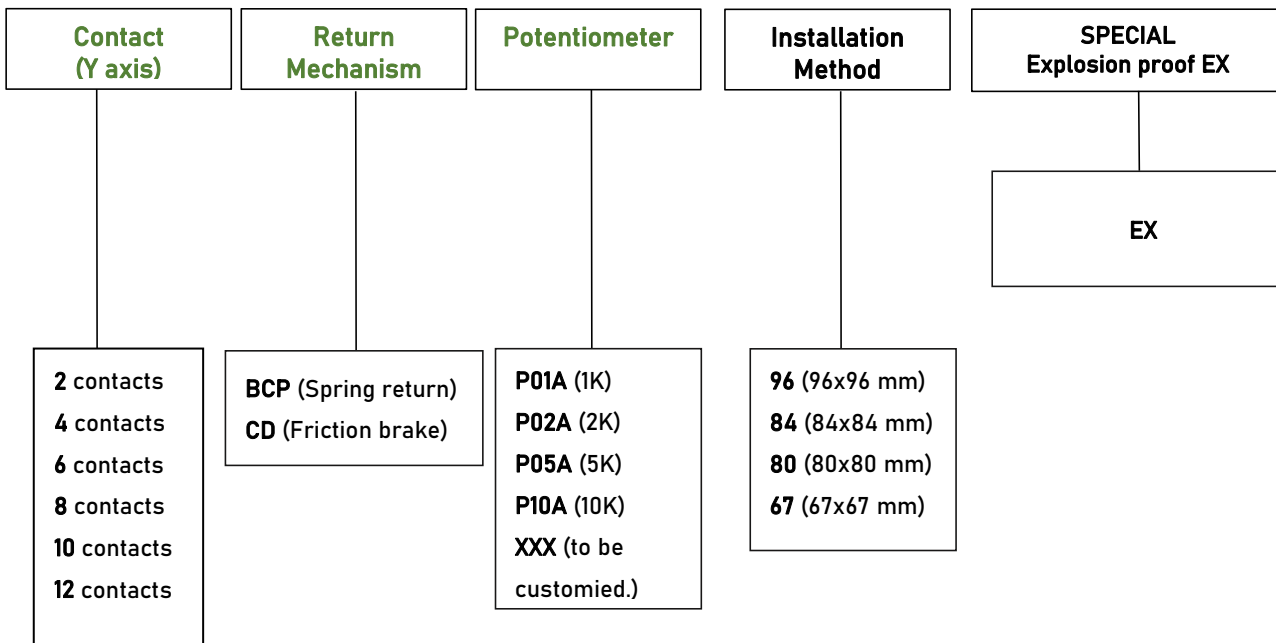 Contact
(Y axis)
Return
Mechanism
Potentiometer
Installation
Method
SPECIAL
Explosion proof EX
EX
2 contacts
4 contacts
6 contacts
8 contacts
10 contacts
12 contacts
BCP (Spring return)
CD (Friction brake)
P01A (1K)
P02A (2K)
P05A (5K)
P10A (10K)
XXX (to be
customied.)
96 (96x96 mm)
84 (84x84 mm)
80 (80x80 mm)
67 (67x67 mm)